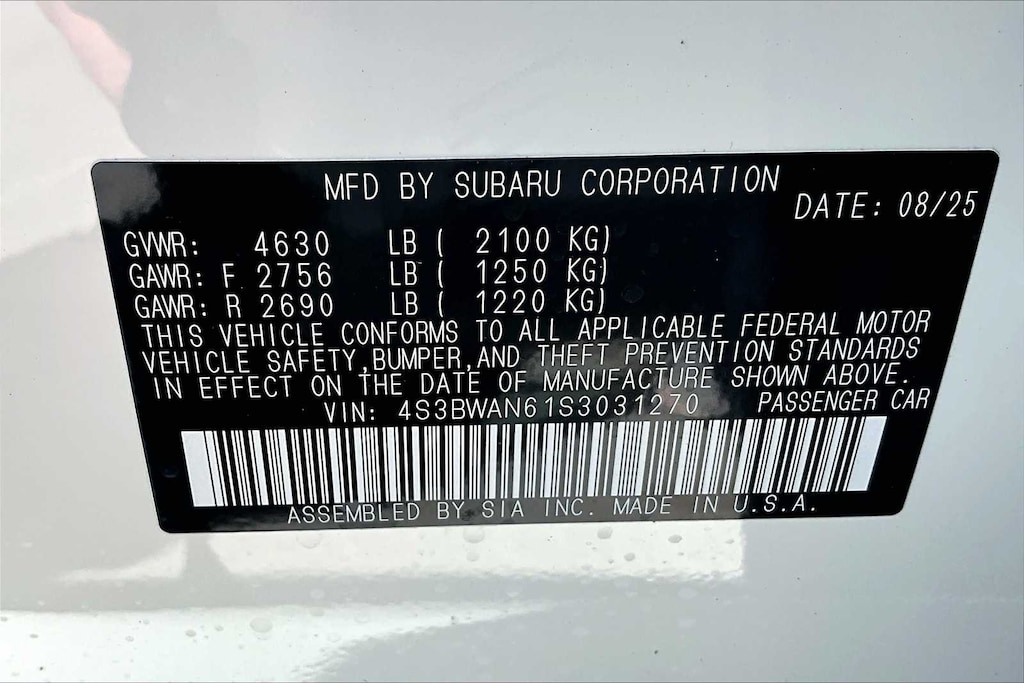 MFD BY SUBARU CORPORATION
DATE: 08/25
GVWR: 4630 LB ( 2100 KG)
GAWR: F 2756 LB ( 1250 KG)
GAWR: R 2690 LB ( 1220 KG)
THIS VEHICLE CONFORMS TO ALL APPLICABLE FEDERAL MOTOR
VEHICLE SAFETY,BUMPER,AND THEFT PREVENTION STANDARDS
IN EFFECT ON THE DATE OF MANUFACTURE SHOWN ABOVE.
VIN: 4S3BWAN61S3031270 PASSENGER CAR
ASSEMBLED BY SIA INC. MADE IN U.S.A.